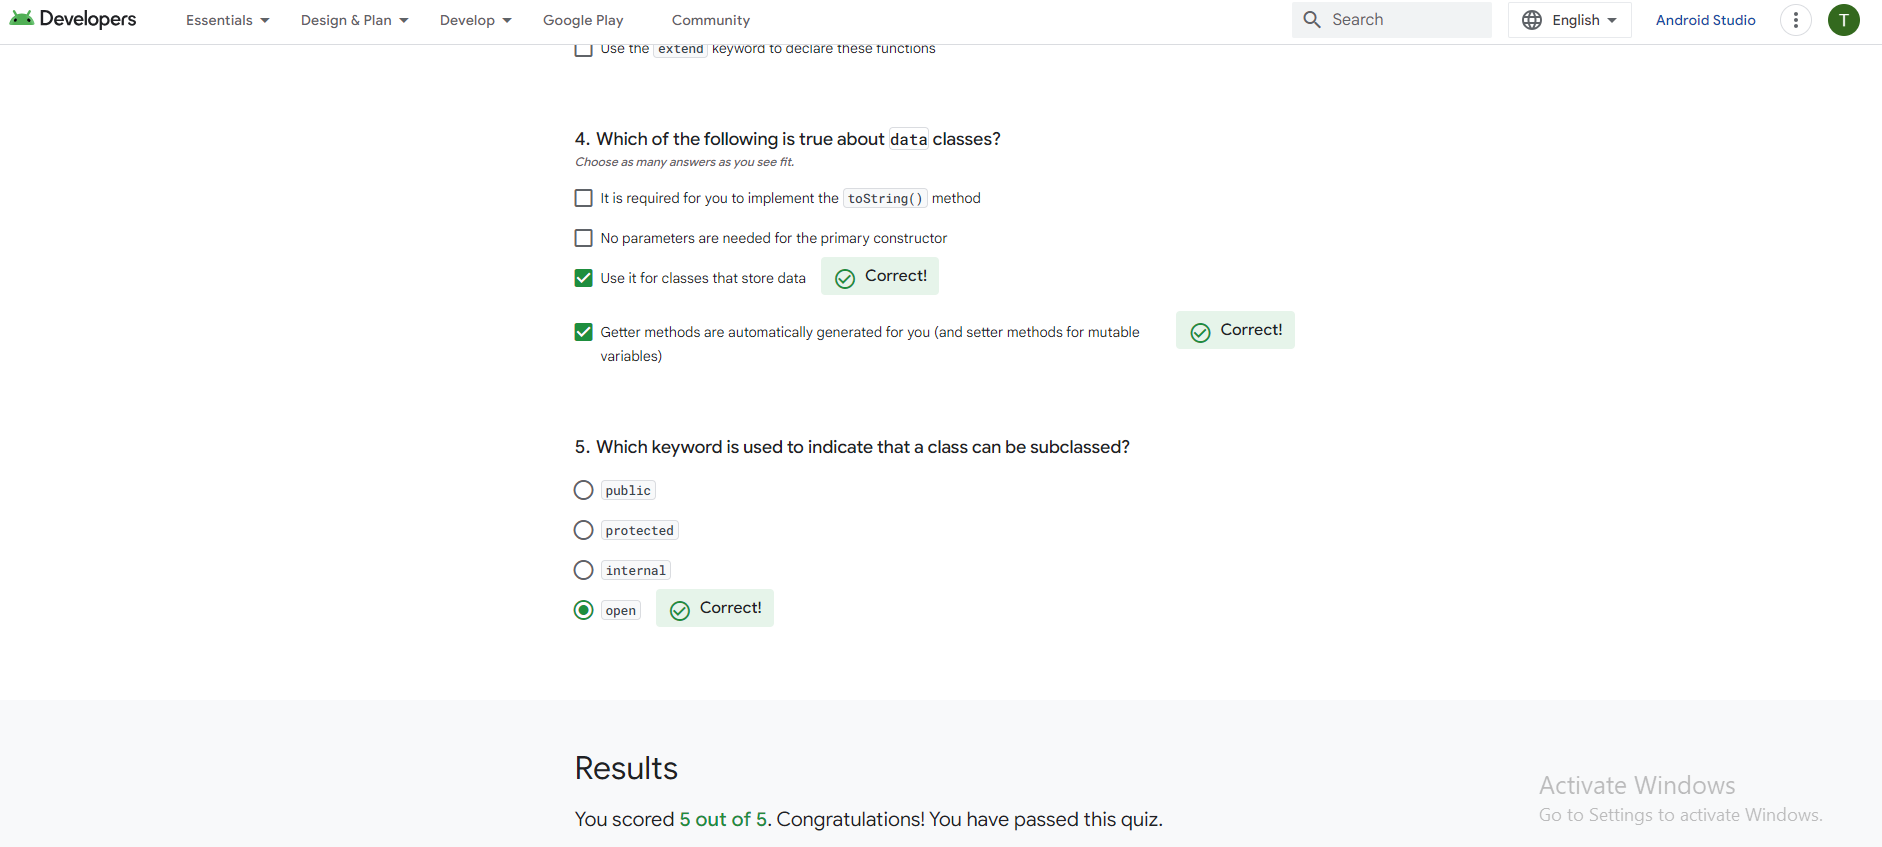 Developers Essentials Design & Plan Develop Google Play Community Search English Android Studio T
Use the extend keyword to declare these functions
4. Which of the following is true about data classes?
Choose as many answers as you see fit.
It is required for you to implement the toString() method
No parameters are needed for the primary constructor
Use it for classes that store data Correct!
Getter methods are automatically generated for you (and setter methods for mutable
variables)
Correct!
5. Which keyword is used to indicate that a class can be subclassed?
public
protected
internal
open Correct!
Results
You scored 5 out of 5. Congratulations! You have passed this quiz.
Activate Windows
Go to Settings to activate Windows.